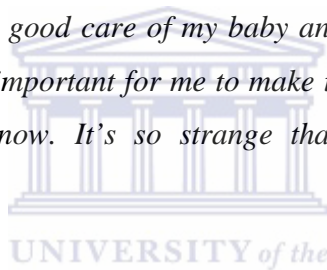 good care of my baby an
important for me to make t
now. It's so strange tha
UNIVERSITY of the